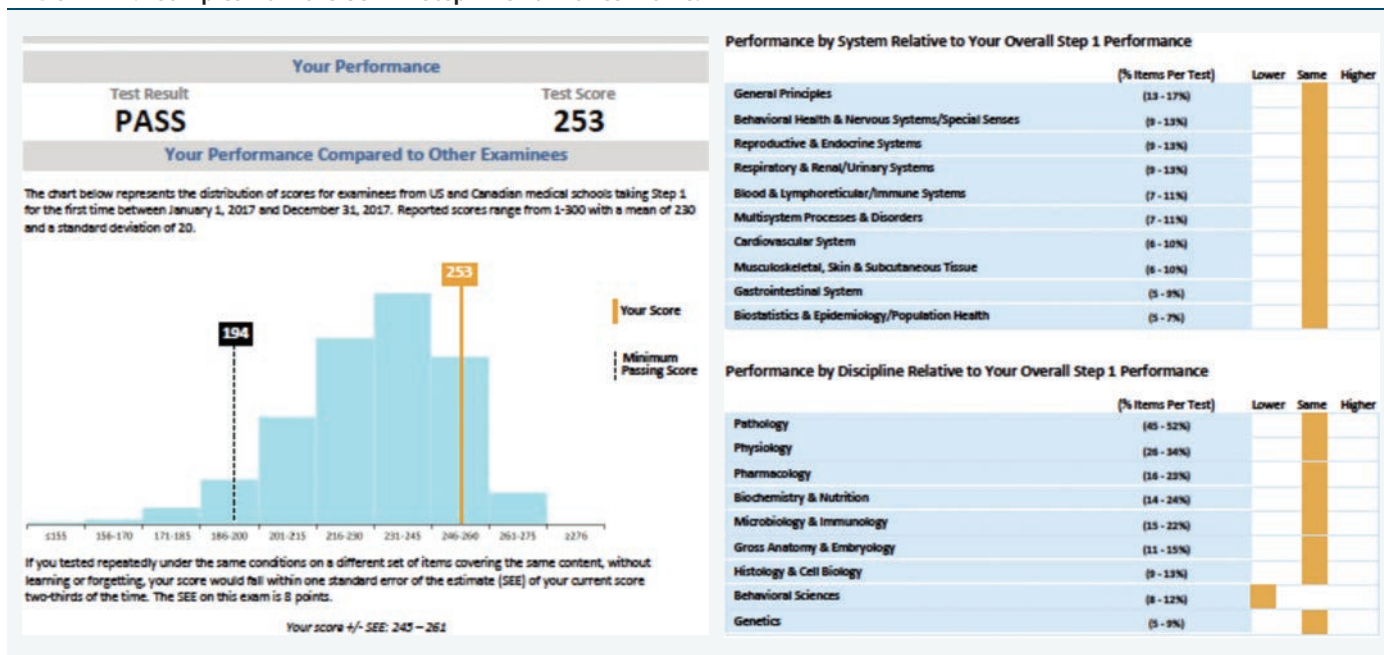 Your Performance
Test Result
Test Score
PASS
253
Your Performance Compared to Other Examinees
The chart below represents the distribution of scores for examinees from US and Canadian medical schools taking Step 1
for the first time between January 1, 2017 and December 31, 2017. Reported scores range from 1-300 with a mean of 230
and a standard deviation of 20.
253
194
Your Score
Minimum
Passing Score
≤155 156-170 171-185 186-200 201-215 216-230 231-245 246-260 261-275 ≥276
If you tested repeatedly under the same conditions on a different set of items covering the same content, without
learning or forgetting, your score would fall within one standard error of the estimate (SEE) of your current score
two-thirds of the time. The SEE on this exam is 8 points.
Your score +/- SEE: 245 – 261
Performance by System Relative to Your Overall Step 1 Performance
(% Items Per Test) Lower Same Higher
General Principles (13 - 17%)
Behavioral Health & Nervous Systems/Special Senses (9 - 13%)
Reproductive & Endocrine Systems (9 - 13%)
Respiratory & Renal/Urinary Systems (9 - 13%)
Blood & Lymphoreticular/Immune Systems (7 - 11%)
Multisystem Processes & Disorders (7 - 11%)
Cardiovascular System (6 - 10%)
Musculoskeletal, Skin & Subcutaneous Tissue (6 - 10%)
Gastrointestinal System (5 - 9%)
Biostatistics & Epidemiology/Population Health (5 - 7%)
Performance by Discipline Relative to Your Overall Step 1 Performance
(% Items Per Test) Lower Same Higher
Pathology (45 - 52%)
Physiology (26 - 34%)
Pharmacology (16 - 23%)
Biochemistry & Nutrition (14 - 24%)
Microbiology & Immunology (15 - 22%)
Gross Anatomy & Embryology (11 - 15%)
Histology & Cell Biology (9 - 13%)
Behavioral Sciences (8 - 12%)
Genetics (5 - 9%)